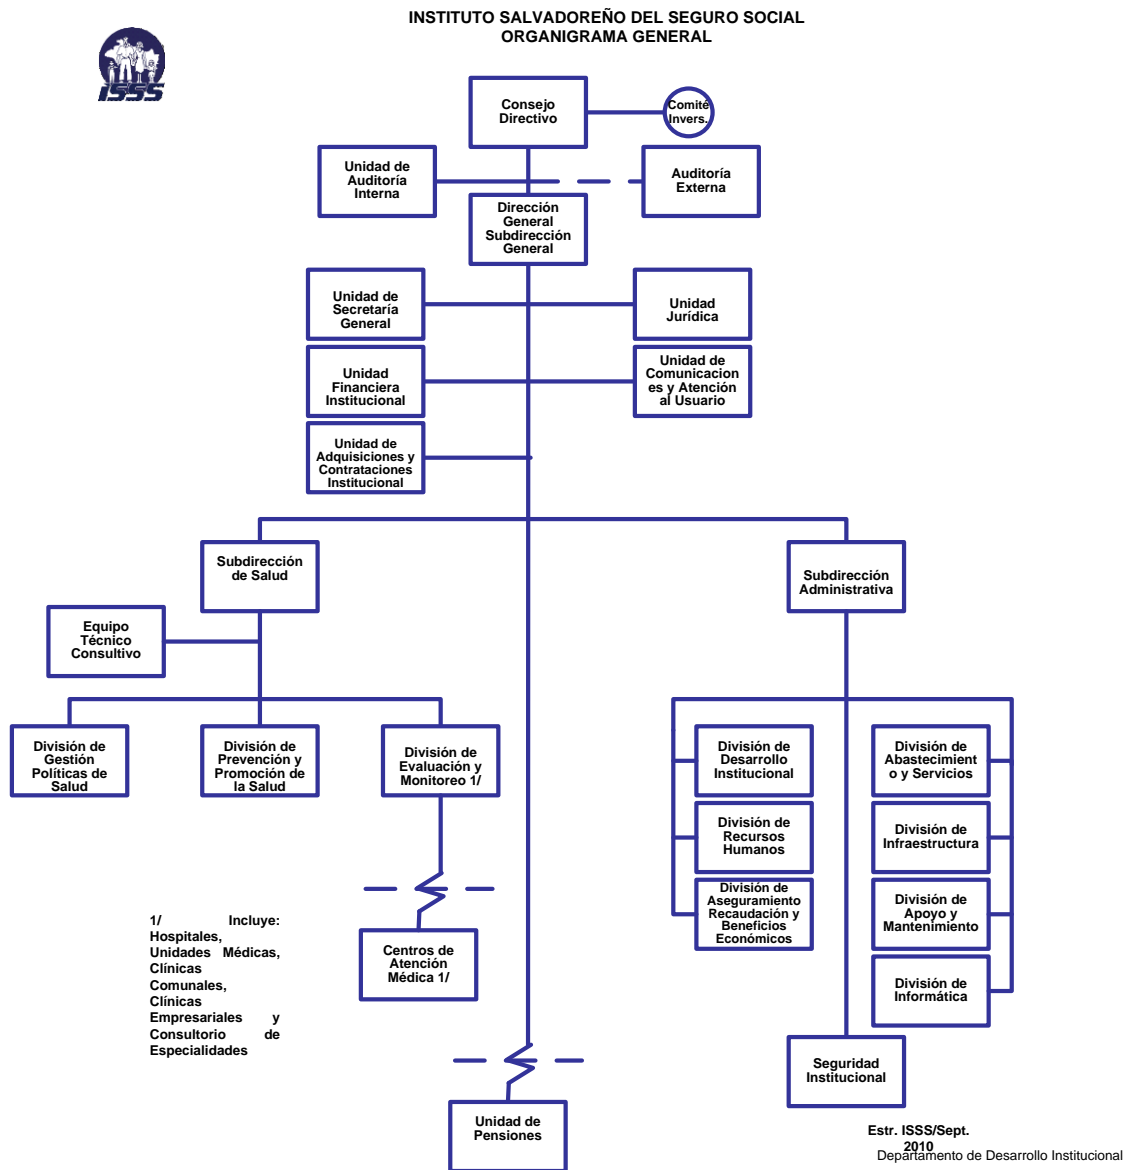 INSTITUTO SALVADOREÑO DEL SEGURO SOCIAL
ORGANIGRAMA GENERAL
ISSS
Consejo
Directivo
Comité
Invers.
Unidad de
Auditoría
Interna
Auditoría
Externa
Dirección
General
Subdirección
General
Unidad de
Secretaría
General
Unidad
Jurídica
Unidad
Financiera
Institucional
Unidad de
Comunicacion
es y Atención
al Usuario
Unidad de
Adquisiciones y
Contrataciones
Institucional
Subdirección
de Salud
Subdirección
Administrativa
Equipo
Técnico
Consultivo
División de
Gestión
Políticas de
Salud
División de
Prevención y
Promoción de
la Salud
División de
Evaluación y
Monitoreo 1/
División de
Desarrollo
Institucional
División de
Abastecimient
o y Servicios
División de
Recursos
Humanos
División de
Infraestructura
División de
Aseguramiento
Recaudación y
Beneficios
Económicos
División de
Apoyo y
Mantenimiento
División de
Informática
1/ Incluye:
Hospitales,
Unidades Médicas,
Clínicas
Comunales,
Clínicas
Empresariales y
Consultorio de
Especialidades
Centros de
Atención
Médica 1/
Seguridad
Institucional
Unidad de
Pensiones
Estr. ISSS/Sept.
2010
Departamento de Desarrollo Institucional